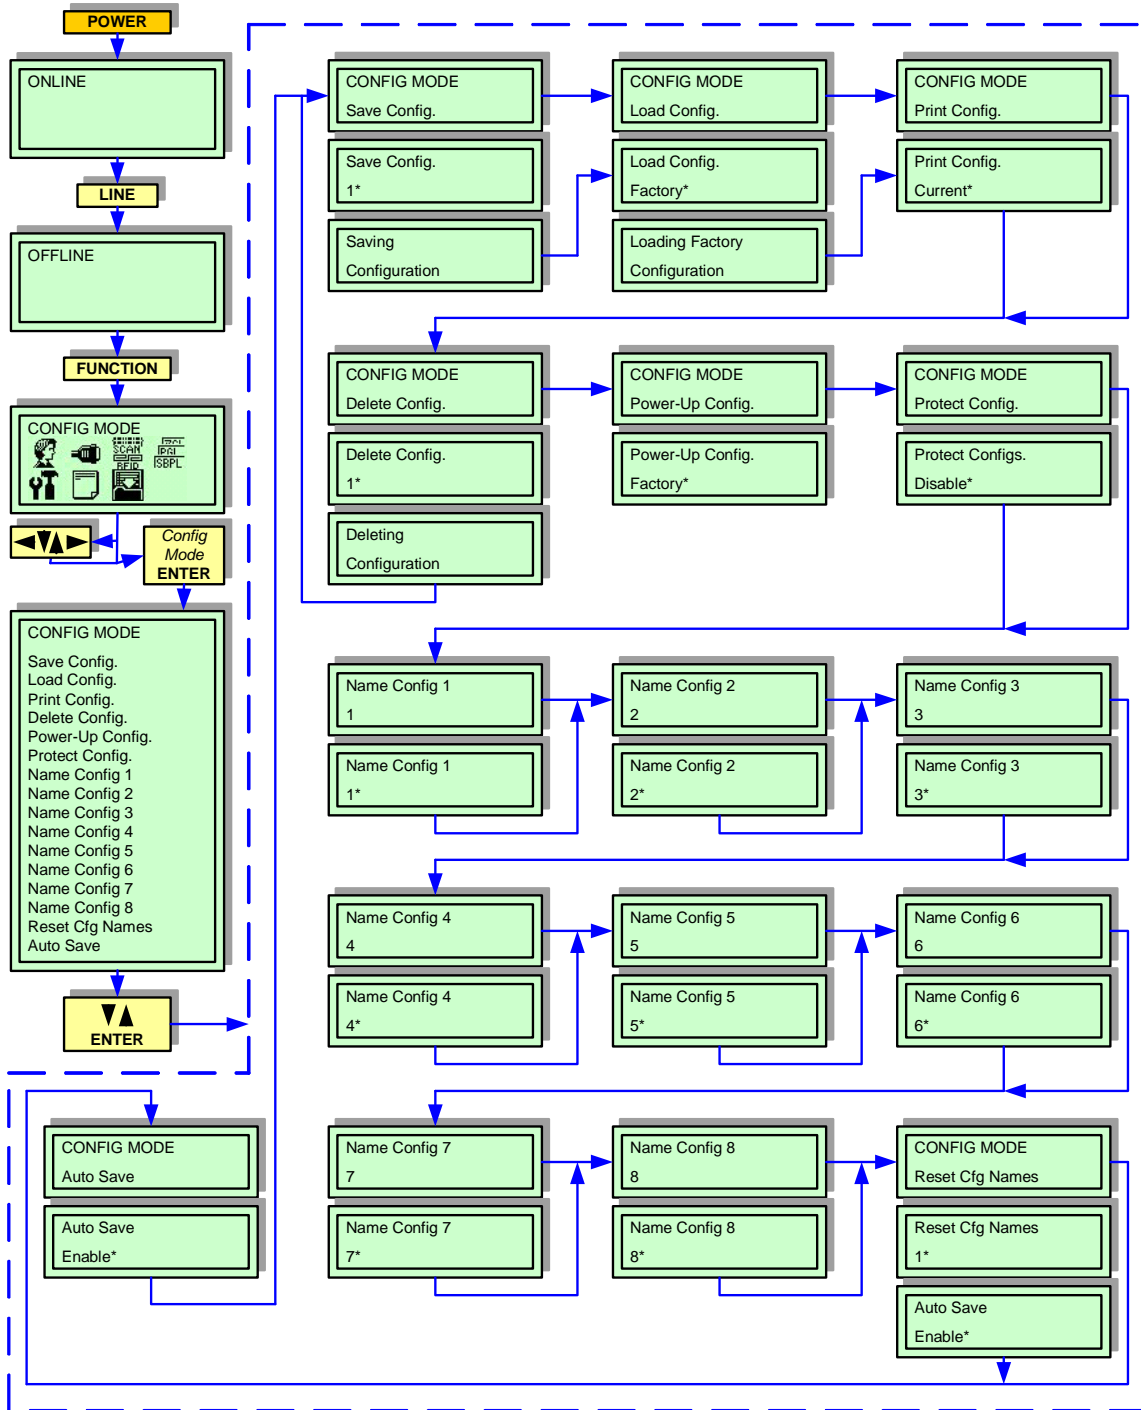 POWER
ONLINE
LINE
OFFLINE
FUNCTION
CONFIG MODE
SCAN
RFID
PGL
ISBPL
Config
Mode
ENTER
CONFIG MODE
Save Config.
Load Config.
Print Config.
Delete Config.
Power-Up Config.
Protect Config.
Name Config 1
Name Config 2
Name Config 3
Name Config 4
Name Config 5
Name Config 6
Name Config 7
Name Config 8
Reset Cfg Names
Auto Save
ENTER
CONFIG MODE
Save Config.
Save Config.
1*
Saving
Configuration
CONFIG MODE
Load Config.
Load Config.
Factory*
Loading Factory
Configuration
CONFIG MODE
Print Config.
Print Config.
Current*
CONFIG MODE
Delete Config.
Delete Config.
1*
Deleting
Configuration
CONFIG MODE
Power-Up Config.
Power-Up Config.
Factory*
CONFIG MODE
Protect Config.
Protect Configs.
Disable*
Name Config 1
1
Name Config 1
1*
Name Config 2
2
Name Config 2
2*
Name Config 3
3
Name Config 3
3*
Name Config 4
4
Name Config 4
4*
Name Config 5
5
Name Config 5
5*
Name Config 6
6
Name Config 6
6*
Name Config 7
7
Name Config 7
7*
Name Config 8
8
Name Config 8
8*
CONFIG MODE
Reset Cfg Names
Reset Cfg Names
1*
Auto Save
Enable*
CONFIG MODE
Auto Save
Auto Save
Enable*